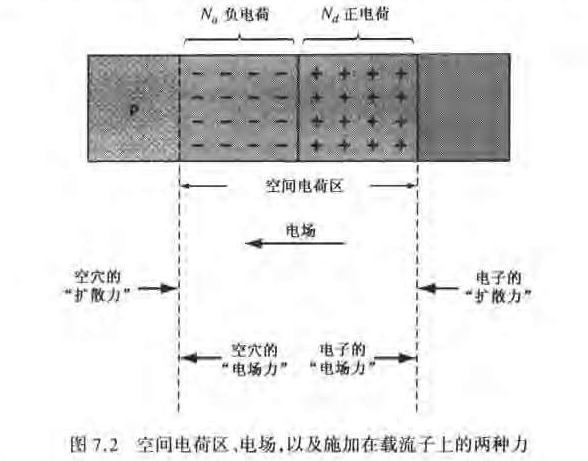 Na 负电荷 Nd 正电荷
p
空间电荷区
电场
空穴的 电子的
“扩散力” “扩散力”
空穴的 电子的
“电场力” “电场力”
图 7.2 空间电荷区、电场,以及施加在载流子上的两种力